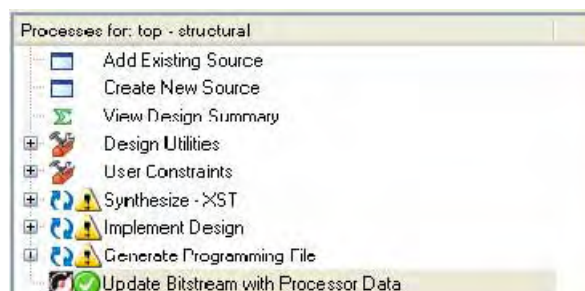 Processes for: top - structural
Add Existing Source
Create New Source
View Design Summary
Design Utilities
User Constraints
Synthesize - XST
Implement Design
Generate Programming File
Update Bitstream with Processor Data